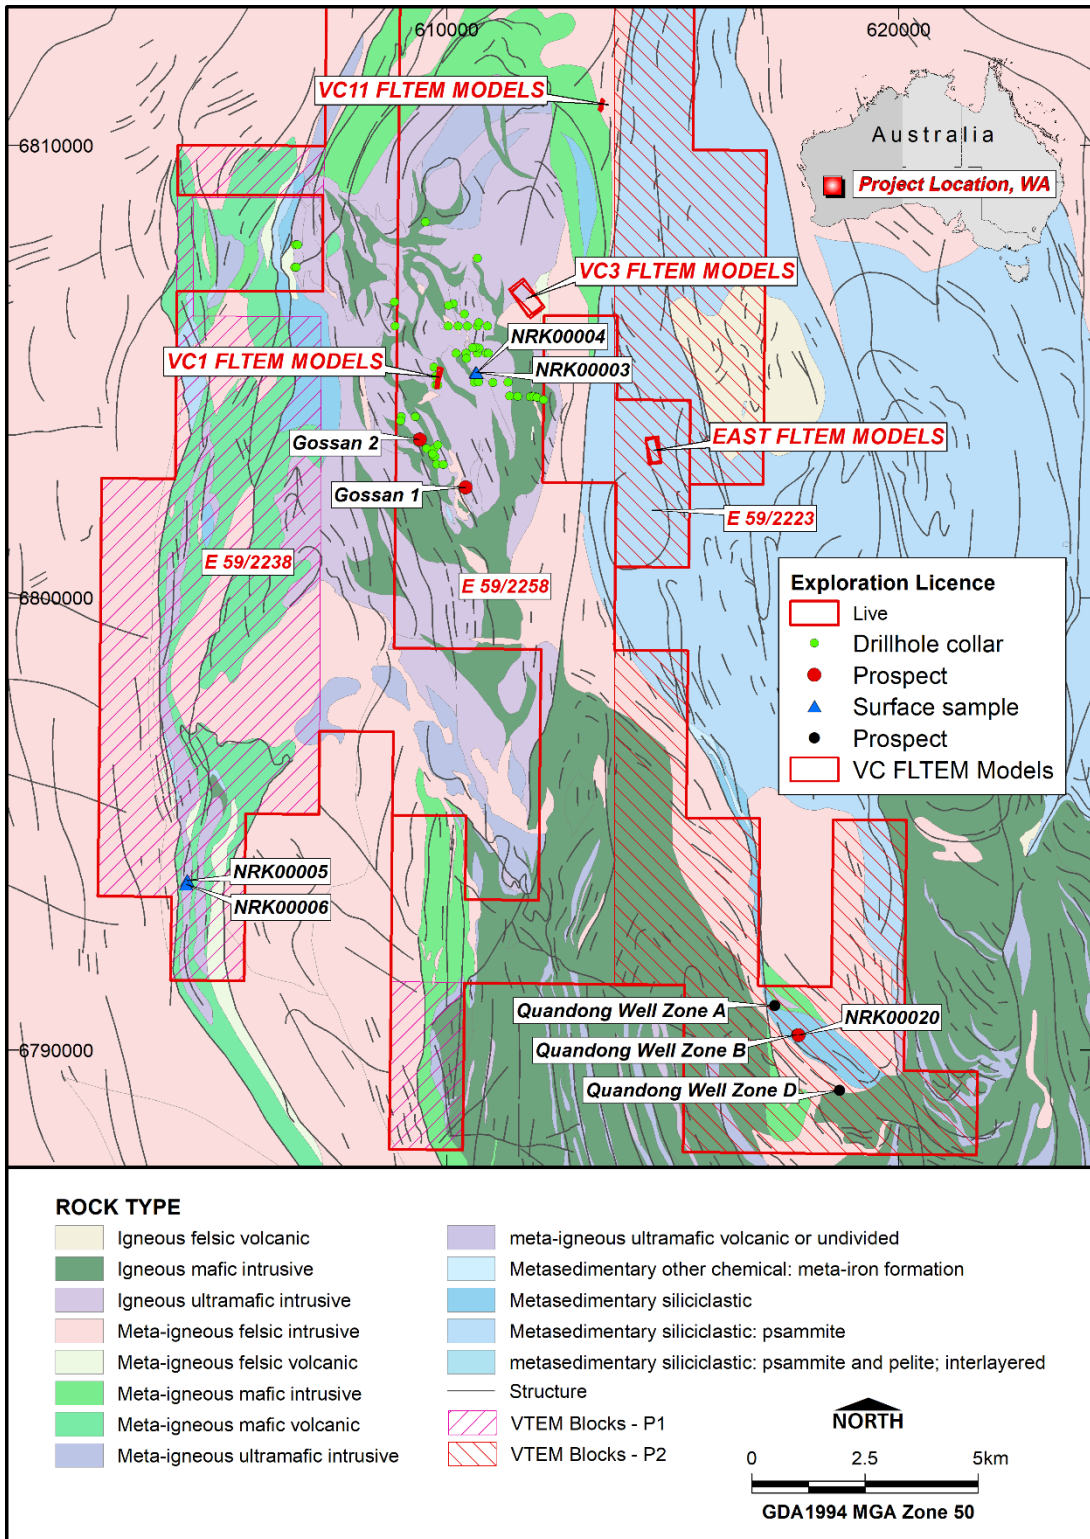 610000
620000
VC11 FLTEM MODELS
6810000
Australia
Project Location, WA
VC3 FLTEM MODELS
NRK00004
VC1 FLTEM MODELS
NRK00003
Gossan 2
EAST FLTEM MODELS
Gossan 1
E 59/2223
E 59/2238
E 59/2258
6800000
Exploration Licence
Live
Drillhole collar
Prospect
Surface sample
Prospect
VC FLTEM Models
NRK00005
NRK00006
Quandong Well Zone A
NRK00020
6790000
Quandong Well Zone B
Quandong Well Zone D
ROCK TYPE
Igneous felsic volcanic
Igneous mafic intrusive
Igneous ultramafic intrusive
Meta-igneous felsic intrusive
Meta-igneous felsic volcanic
Meta-igneous mafic intrusive
Meta-igneous mafic volcanic
Meta-igneous ultramafic intrusive
meta-igneous ultramafic volcanic or undivided
Metasedimentary other chemical: meta-iron formation
Metasedimentary siliciclastic
Metasedimentary siliciclastic: psammite
metasedimentary siliciclastic: psammite and pelite; interlayered
Structure
VTEM Blocks - P1
VTEM Blocks - P2
NORTH
0 2.5 5km
GDA1994 MGA Zone 50